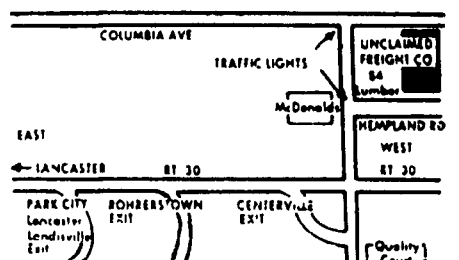 COLUMBIA AVE
UNCLAIMED
FREIGHT CO
TRAFFIC LIGHTS
84
Lumber
McDonalds
HEMPLAND RD
EAST
WEST
LANCASTER
RT 30
RT 30
PARK CITY
Lancaster
Landisville
Exit
ROHRERSTOWN
EXIT
CENTERVILLE
EXIT
Quality
Court